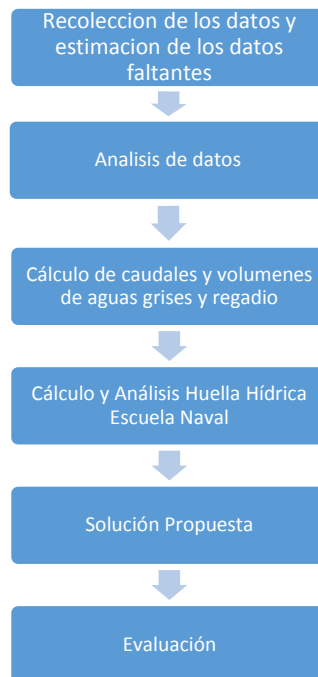 Recoleccion de los datos y
estimacion de los datos
faltantes
Analisis de datos
Cálculo de caudales y volumenes
de aguas grises y regadio
Cálculo y Análisis Huella Hídrica
Escuela Naval
Solución Propuesta
Evaluación